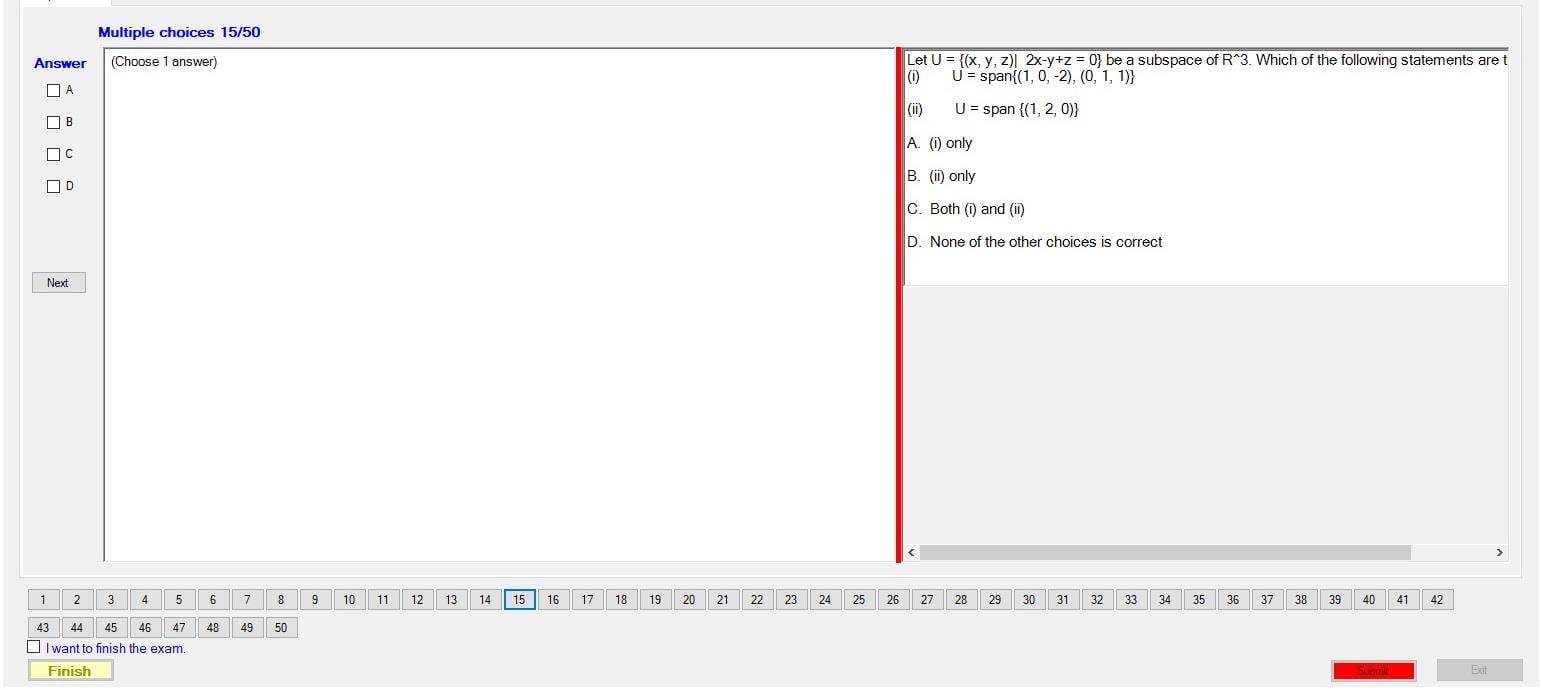 Multiple choices 15/50
Answer
A
B
C
D
Next
(Choose 1 answer)
Let U = {(x, y, z)| 2x-y+z = 0} be a subspace of R^3. Which of the following statements are t
(i) U = span{(1, 0, -2), (0, 1, 1)}
(ii) U = span {(1, 2, 0)}
A. (i) only
B. (ii) only
C. Both (i) and (ii)
D. None of the other choices is correct
1 2 3 4 5 6 7 8 9 10 11 12 13 14 15 16 17 18 19 20 21 22 23 24 25 26 27 28 29 30 31 32 33 34 35 36 37 38 39 40 41 42
43 44 45 46 47 48 49 50
I want to finish the exam.
Finish
Submit
Exit